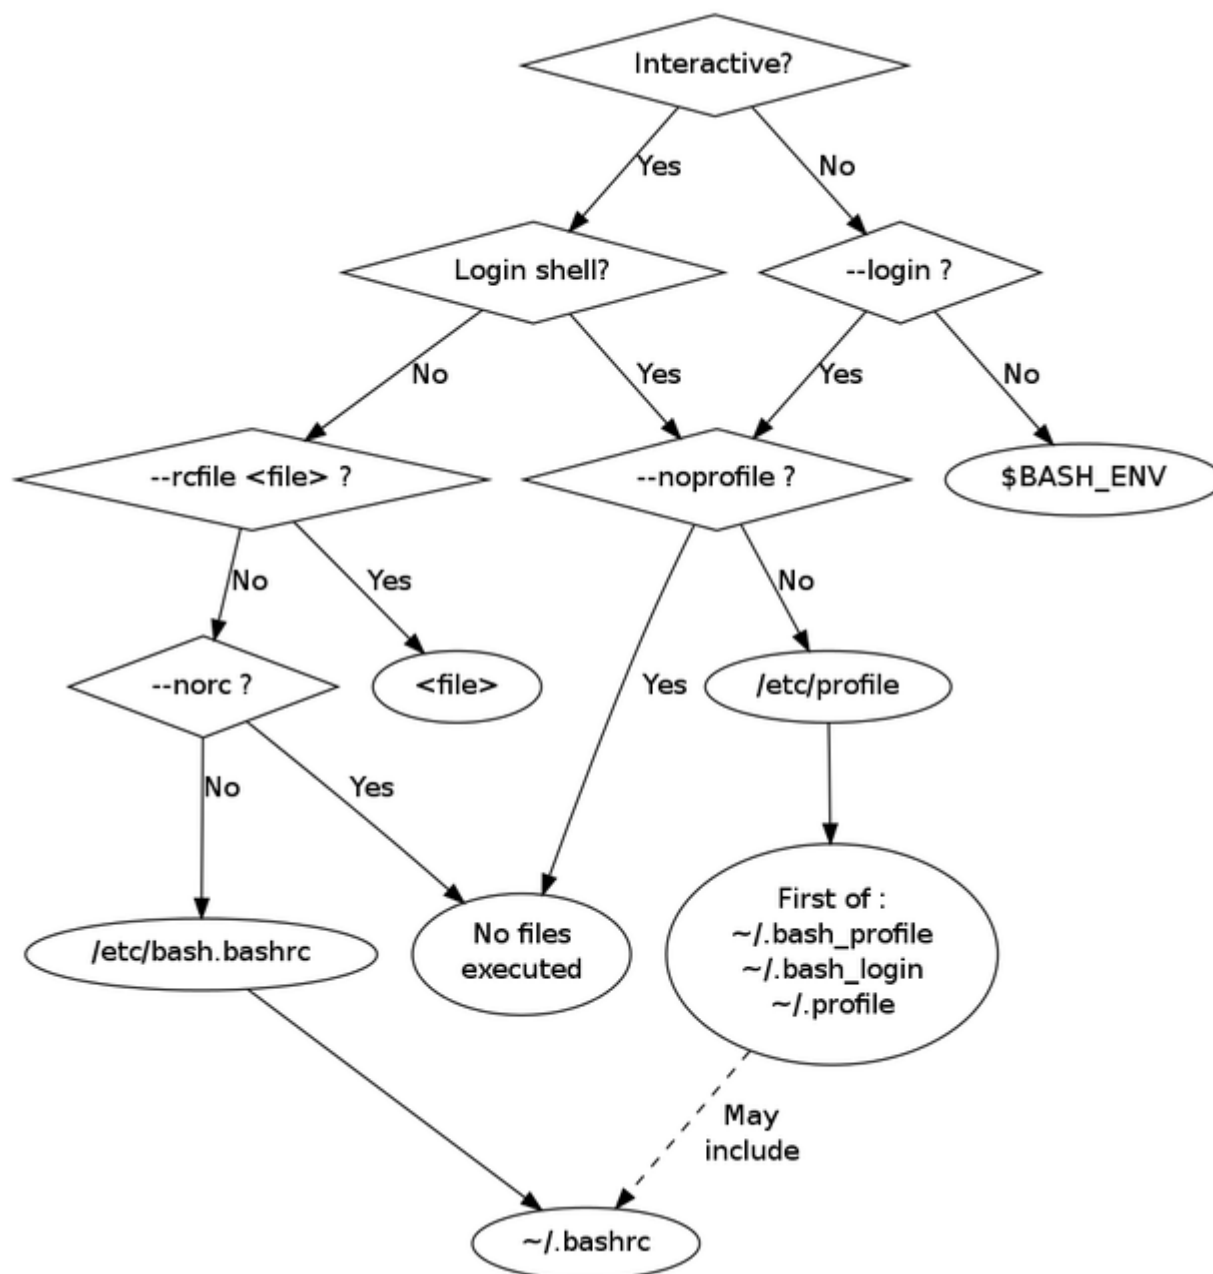 Interactive?
Yes
No
Login shell?
--login ?
No
Yes
Yes
No
--rcfile <file> ?
--noprofile ?
$BASH_ENV
No
Yes
No
--norc ?
<file>
Yes
/etc/profile
No
Yes
/etc/bash.bashrc
No files
executed
First of :
~/.bash_profile
~/.bash_login
~/.profile
May
include
~/.bashrc